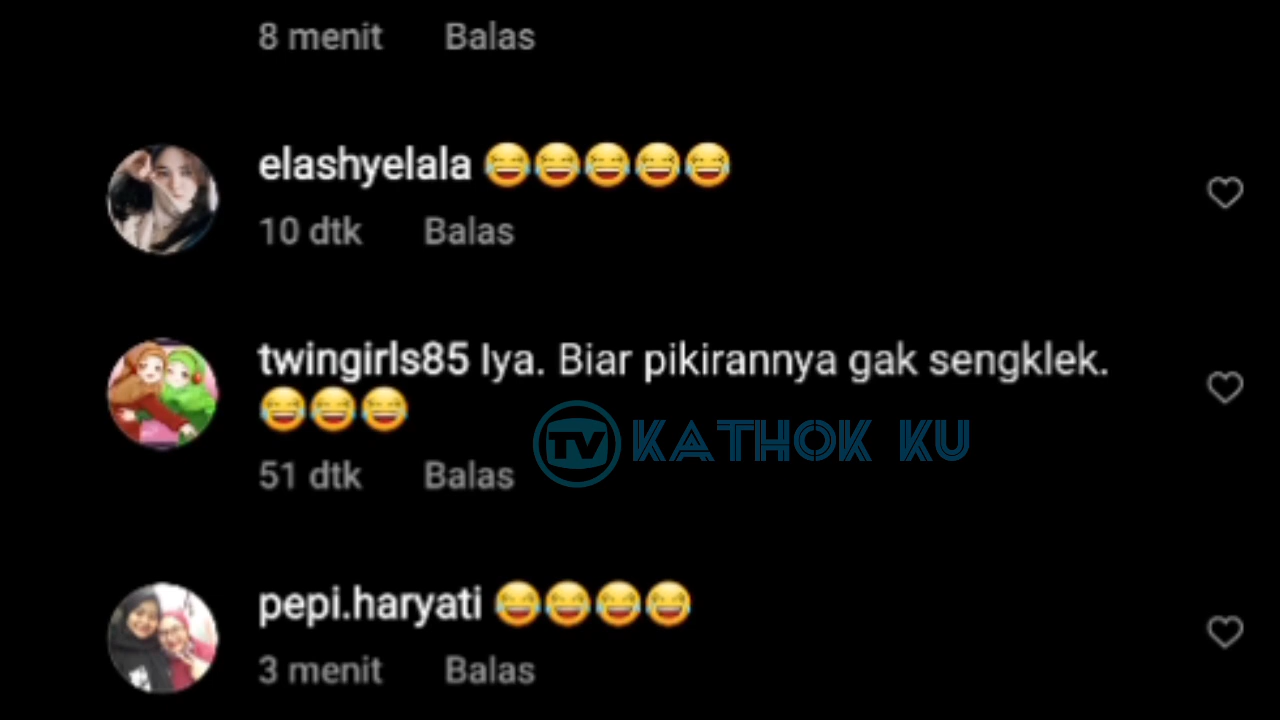 8 menit Balas
elashyelala 😂😂😂😂😂
10 dtk Balas
twingirls85 Iya. Biar pikirannya gak sengklek.
😂😂😂
TV KATHOK KU
51 dtk Balas
pepi.haryati 😂😂😂😂
3 menit Balas